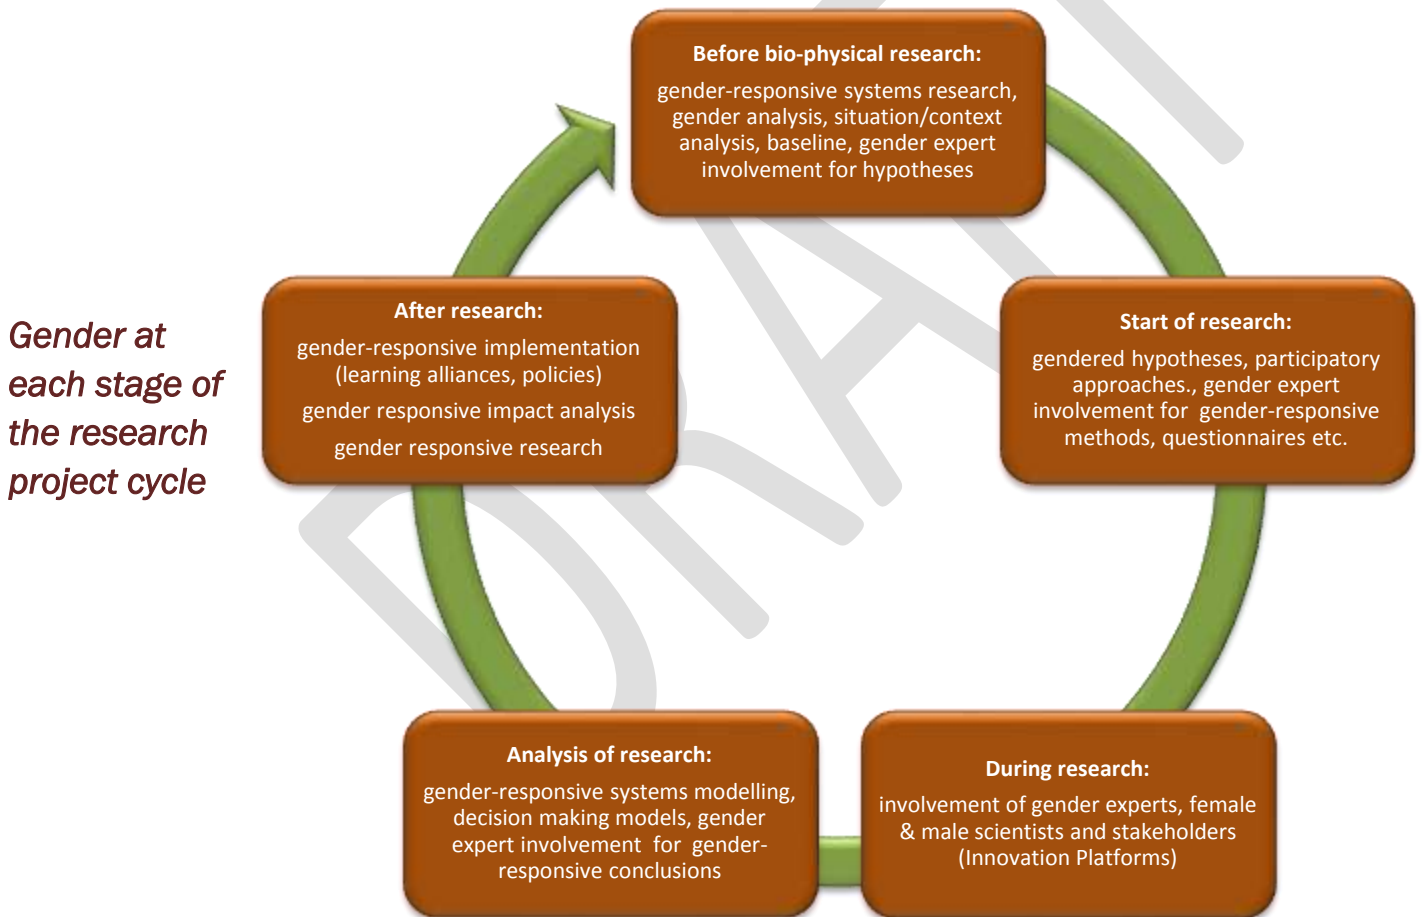 Before bio-physical research:
gender-responsive systems research,
gender analysis, situation/context
analysis, baseline, gender expert
involvement for hypotheses
Start of research:
gendered hypotheses, participatory
approaches., gender expert
involvement for gender-responsive
methods, questionnaires etc.
During research:
involvement of gender experts, female
& male scientists and stakeholders
(Innovation Platforms)
Analysis of research:
gender-responsive systems modelling,
decision making models, gender
expert involvement for gender-
responsive conclusions
After research:
gender-responsive implementation
(learning alliances, policies)
gender responsive impact analysis
gender responsive research
Gender at
each stage of
the research
project cycle
DRAFT